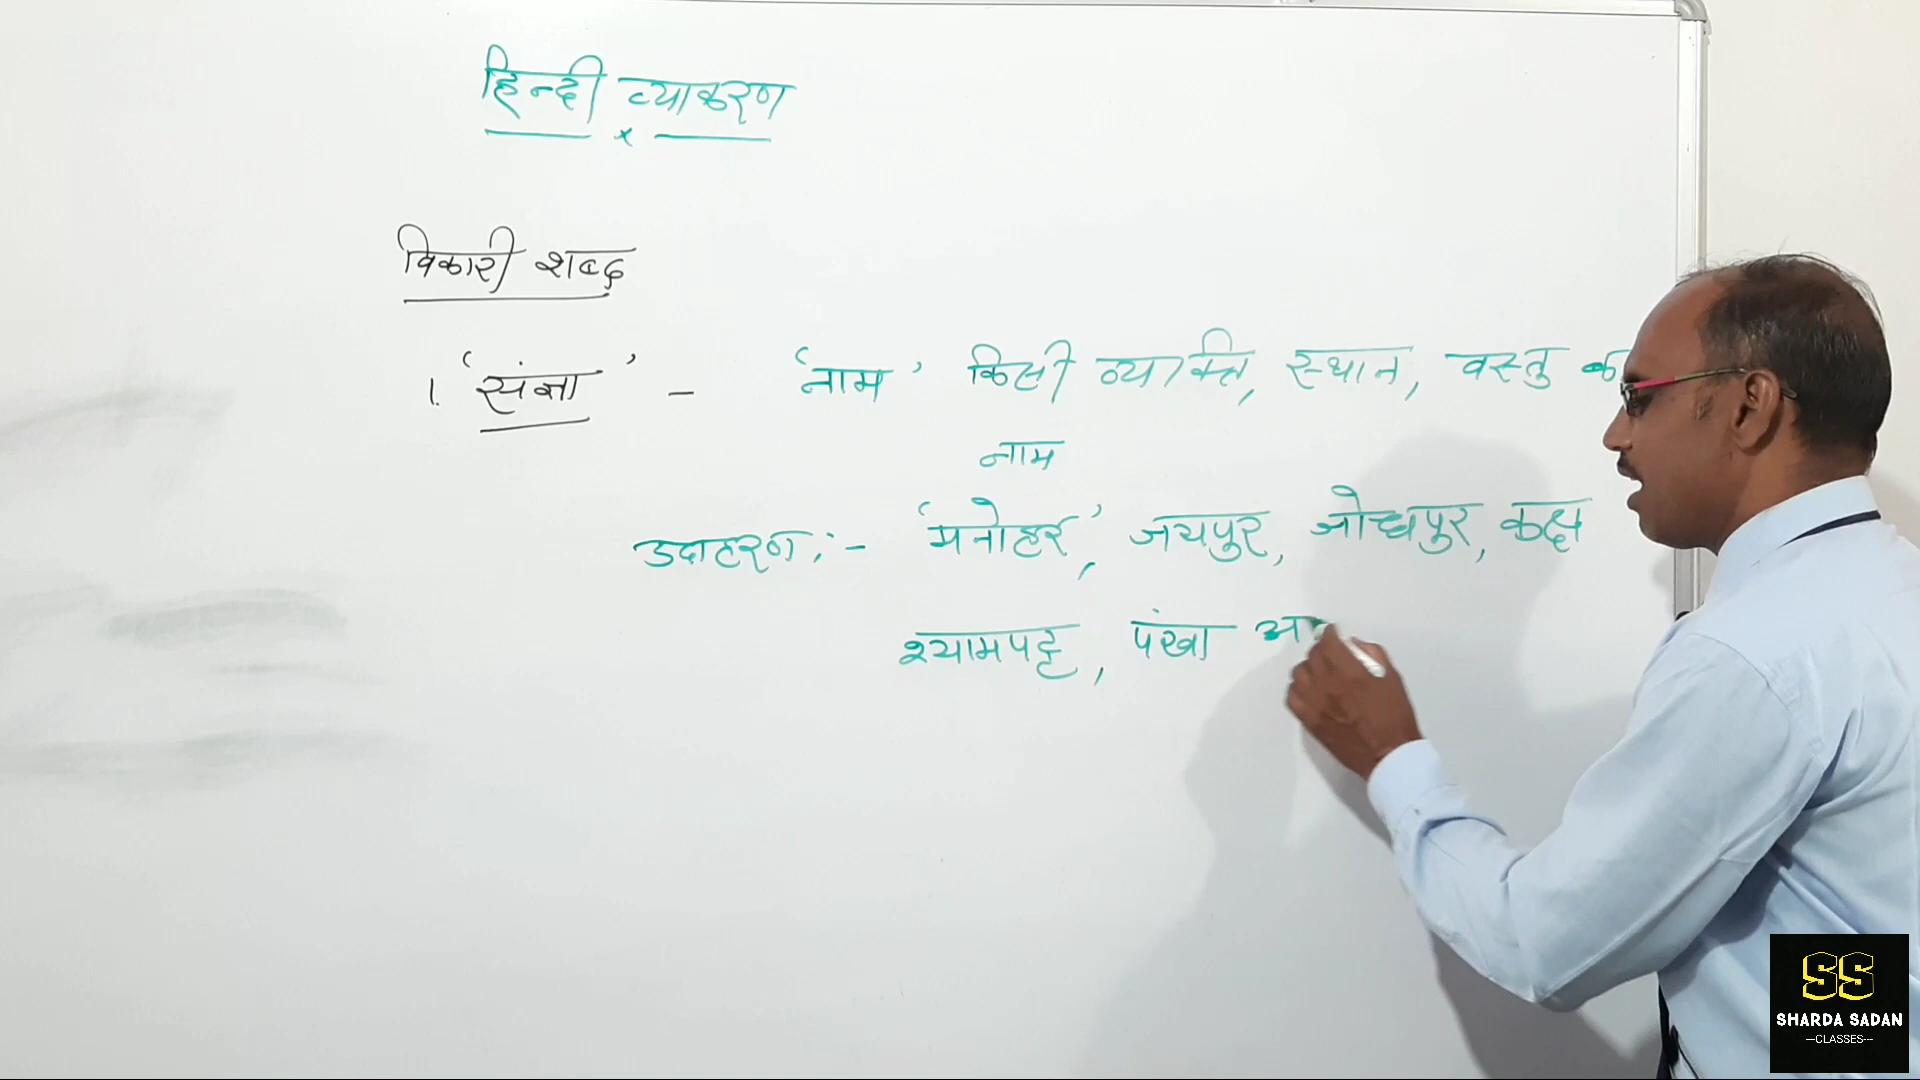 हिन्दी व्याकरण
विकारी शब्द
1. 'संज्ञा' - 'नाम' किसी व्यक्ति, स्थान, वस्तु का
नाम
उदाहरण :- 'मनोहर', जयपुर, जोधपुर, कक्ष
श्यामपट्ट, पंखा
SS
SHARDA SADAN
—CLASSES—